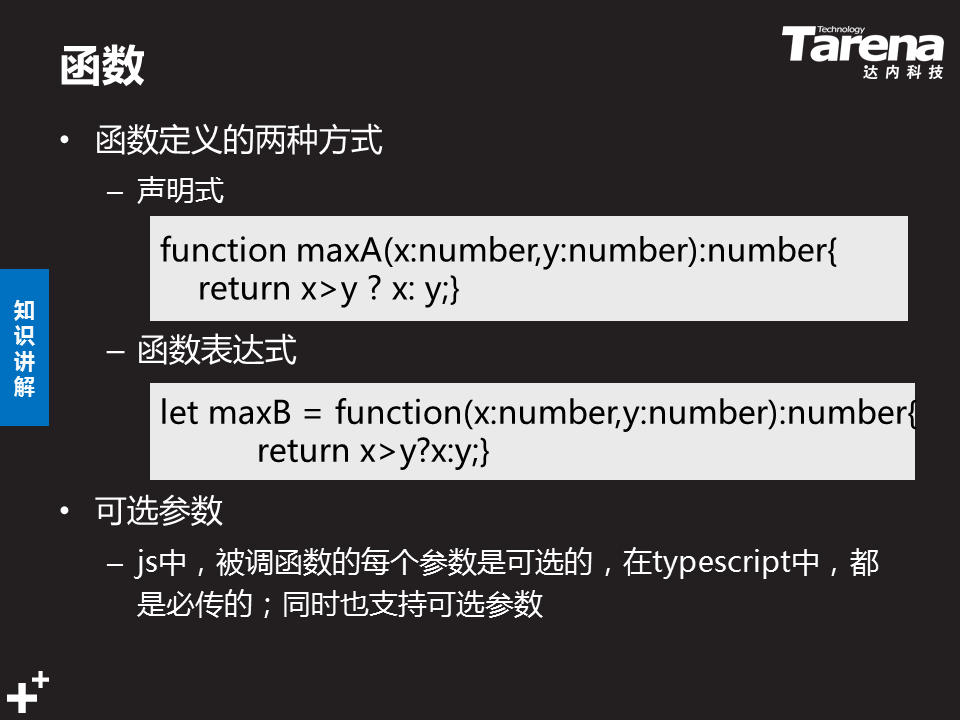 函数
Technology
Tarena
达内科技
• 函数定义的两种方式
– 声明式
function maxA(x:number,y:number):number{
return x>y ? x: y;}
知识讲解
– 函数表达式
let maxB = function(x:number,y:number):number{
return x>y?x:y;}
• 可选参数
– js中，被调函数的每个参数是可选的，在typescript中，都
是必传的；同时也支持可选参数